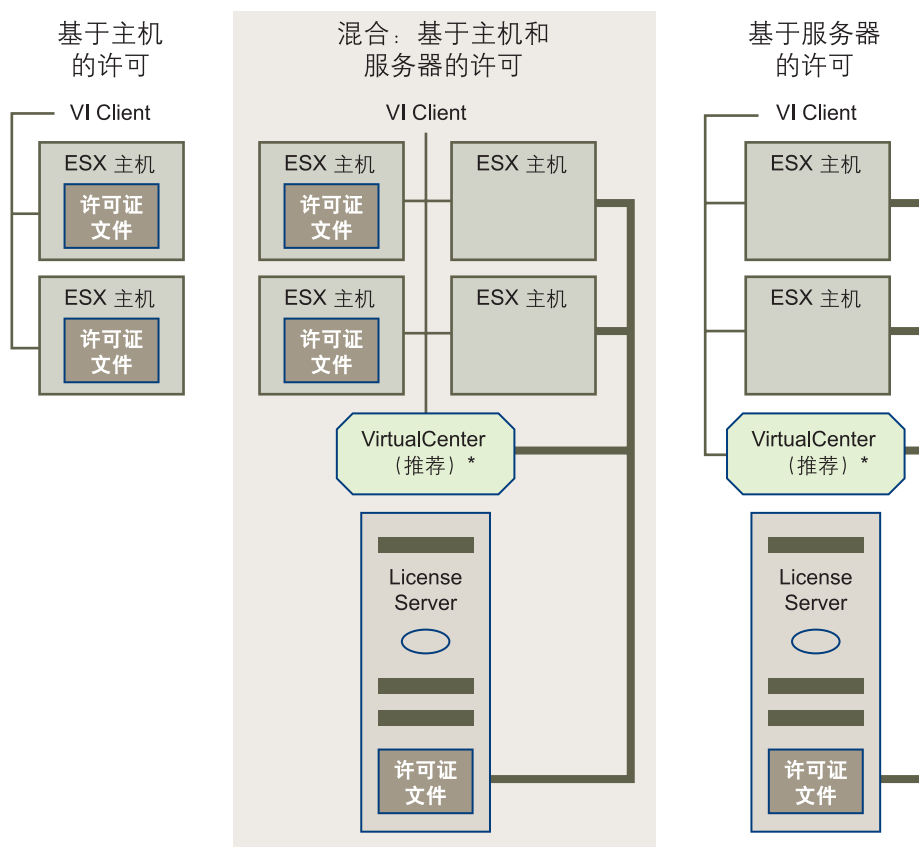 基于主机
的许可
VI Client
ESX 主机
许可证
文件
ESX 主机
许可证
文件
混合：基于主机和
服务器的许可
VI Client
ESX 主机
许可证
文件
ESX 主机
ESX 主机
许可证
文件
ESX 主机
VirtualCenter
（推荐）*
License
Server
许可证
文件
基于服务器
的许可
VI Client
ESX 主机
ESX 主机
VirtualCenter
（推荐）*
License
Server
许可证
文件